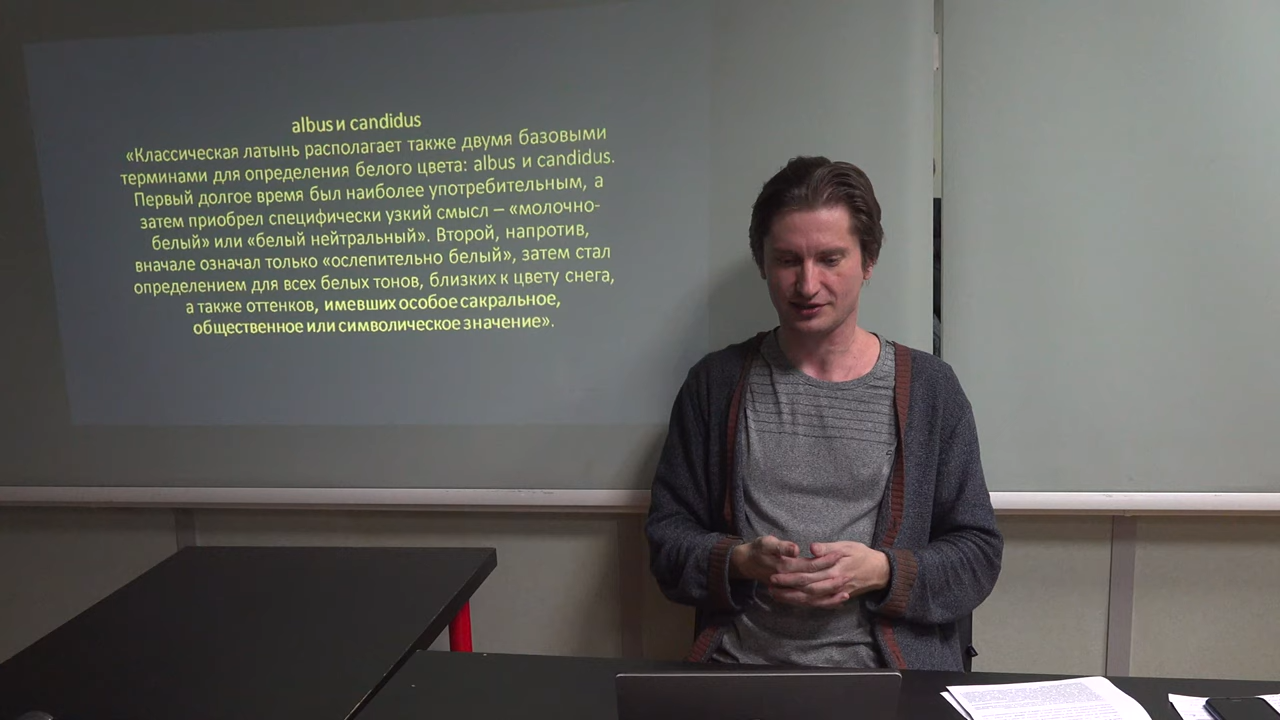 albus и candidus
«Классическая латынь располагает также двумя базовыми
терминами для определения белого цвета: albus и candidus.
Первый долгое время был наиболее употребительным, а
затем приобрел специфически узкий смысл – «молочно-
белый» или «белый нейтральный». Второй, напротив,
вначале означал только «ослепительно белый», затем стал
определением для всех белых тонов, близких к цвету снега,
а также оттенков, имевших особое сакральное,
общественное или символическое значение».